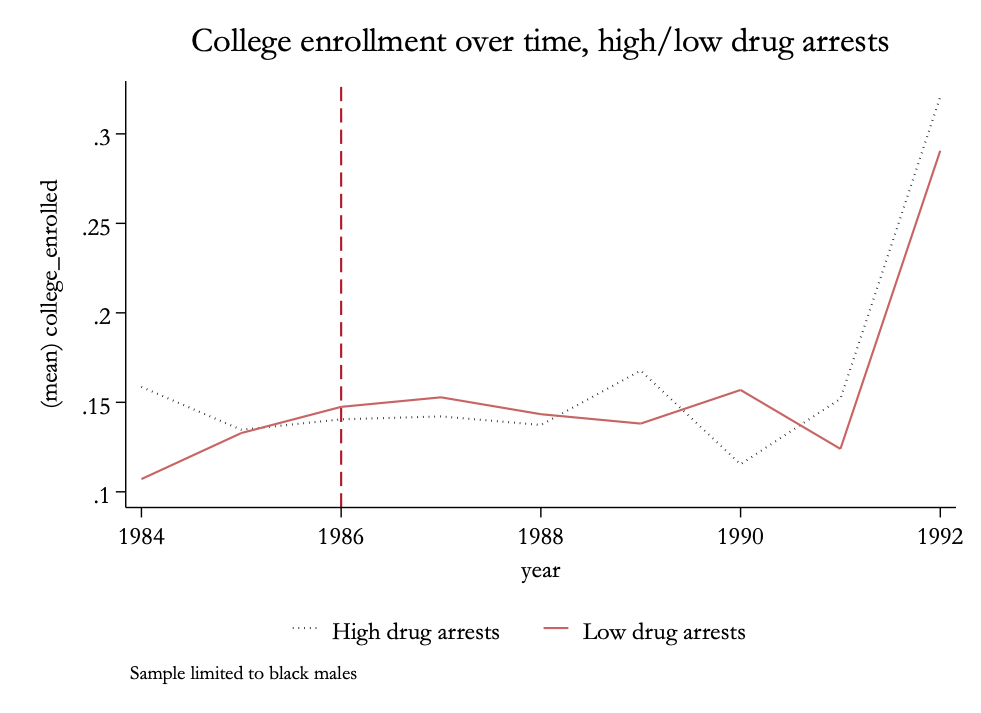 College enrollment over time, high/low drug arrests
(mean) college_enrolled
.3
.25
.2
.15
.1
1984 1986 1988 1990 1992
year
High drug arrests Low drug arrests
Sample limited to black males